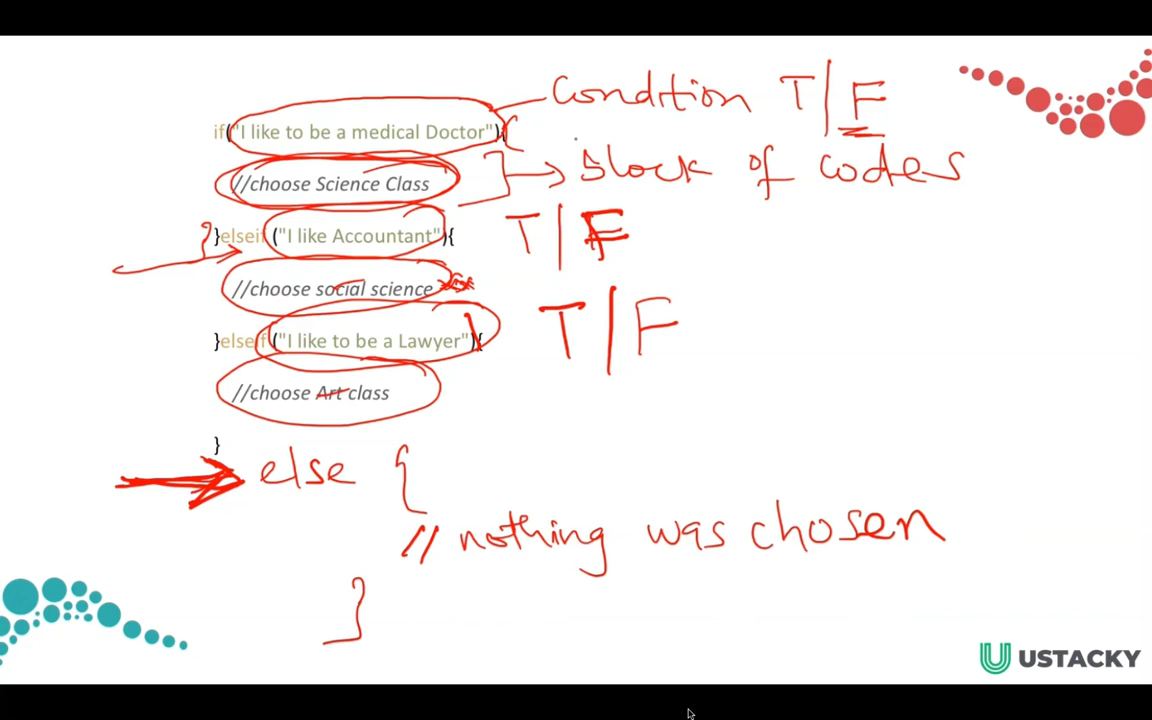 Condition T|F
if("I like to be a medical Doctor"){
Block of codes
//choose Science Class
}elseif ("I like Accountant"){ T|F
//choose social science
}elseif ("I like to be a Lawyer"){ T|F
//choose Art class
}
else {
// nothing was chosen
}
USTACKY